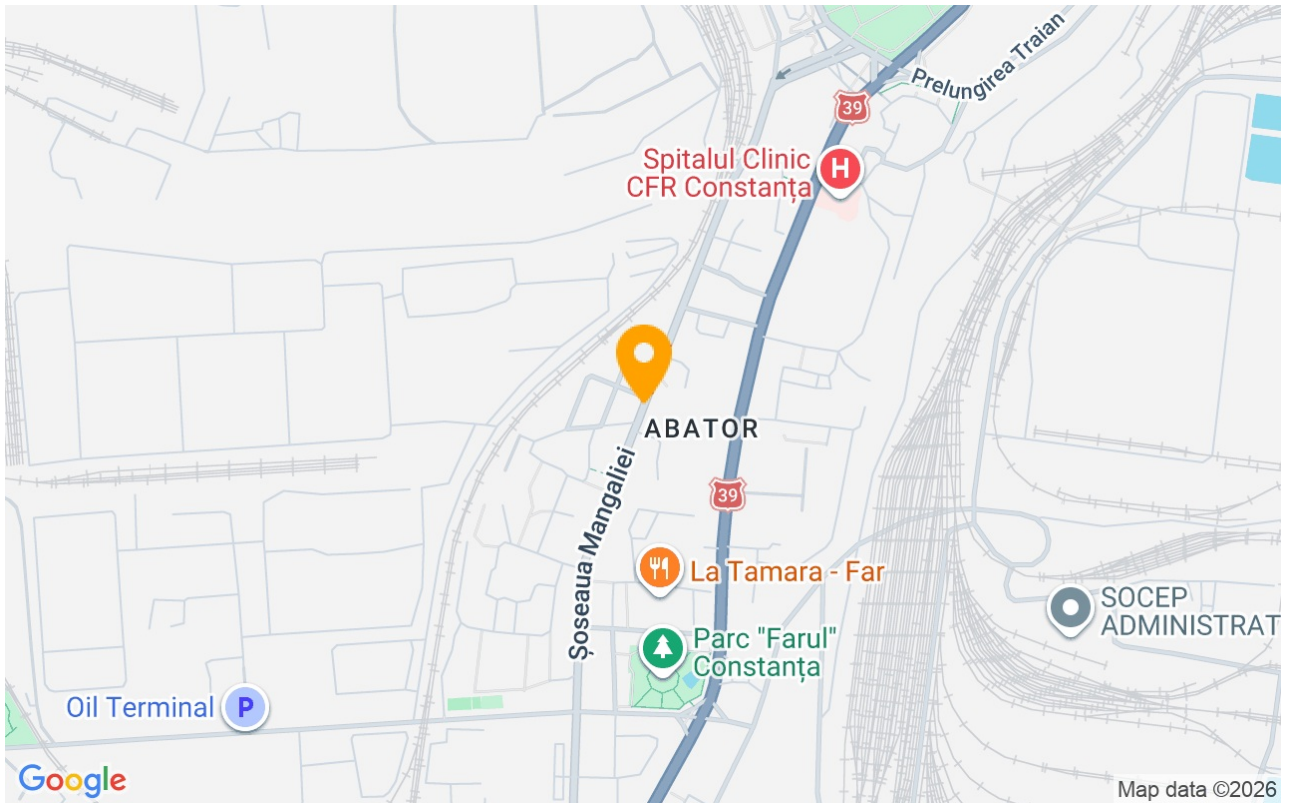 Prelungirea Traian
39
Spitalul Clinic
CFR Constanța
H
ABATOR
Șoseaua Mangaliei
39
La Tamara - Far
SOCEP
ADMINISTRAT
Parc "Farul"
Constanța
Oil Terminal
P
Google
Map data ©2026